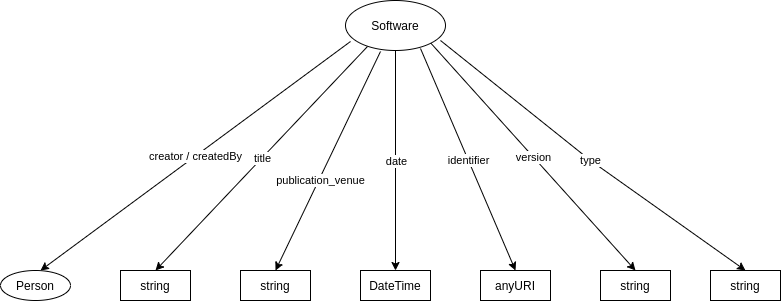 Software
creator / createdBy
title
publication_venue
date
identifier
version
type
Person
string
string
DateTime
anyURI
string
string